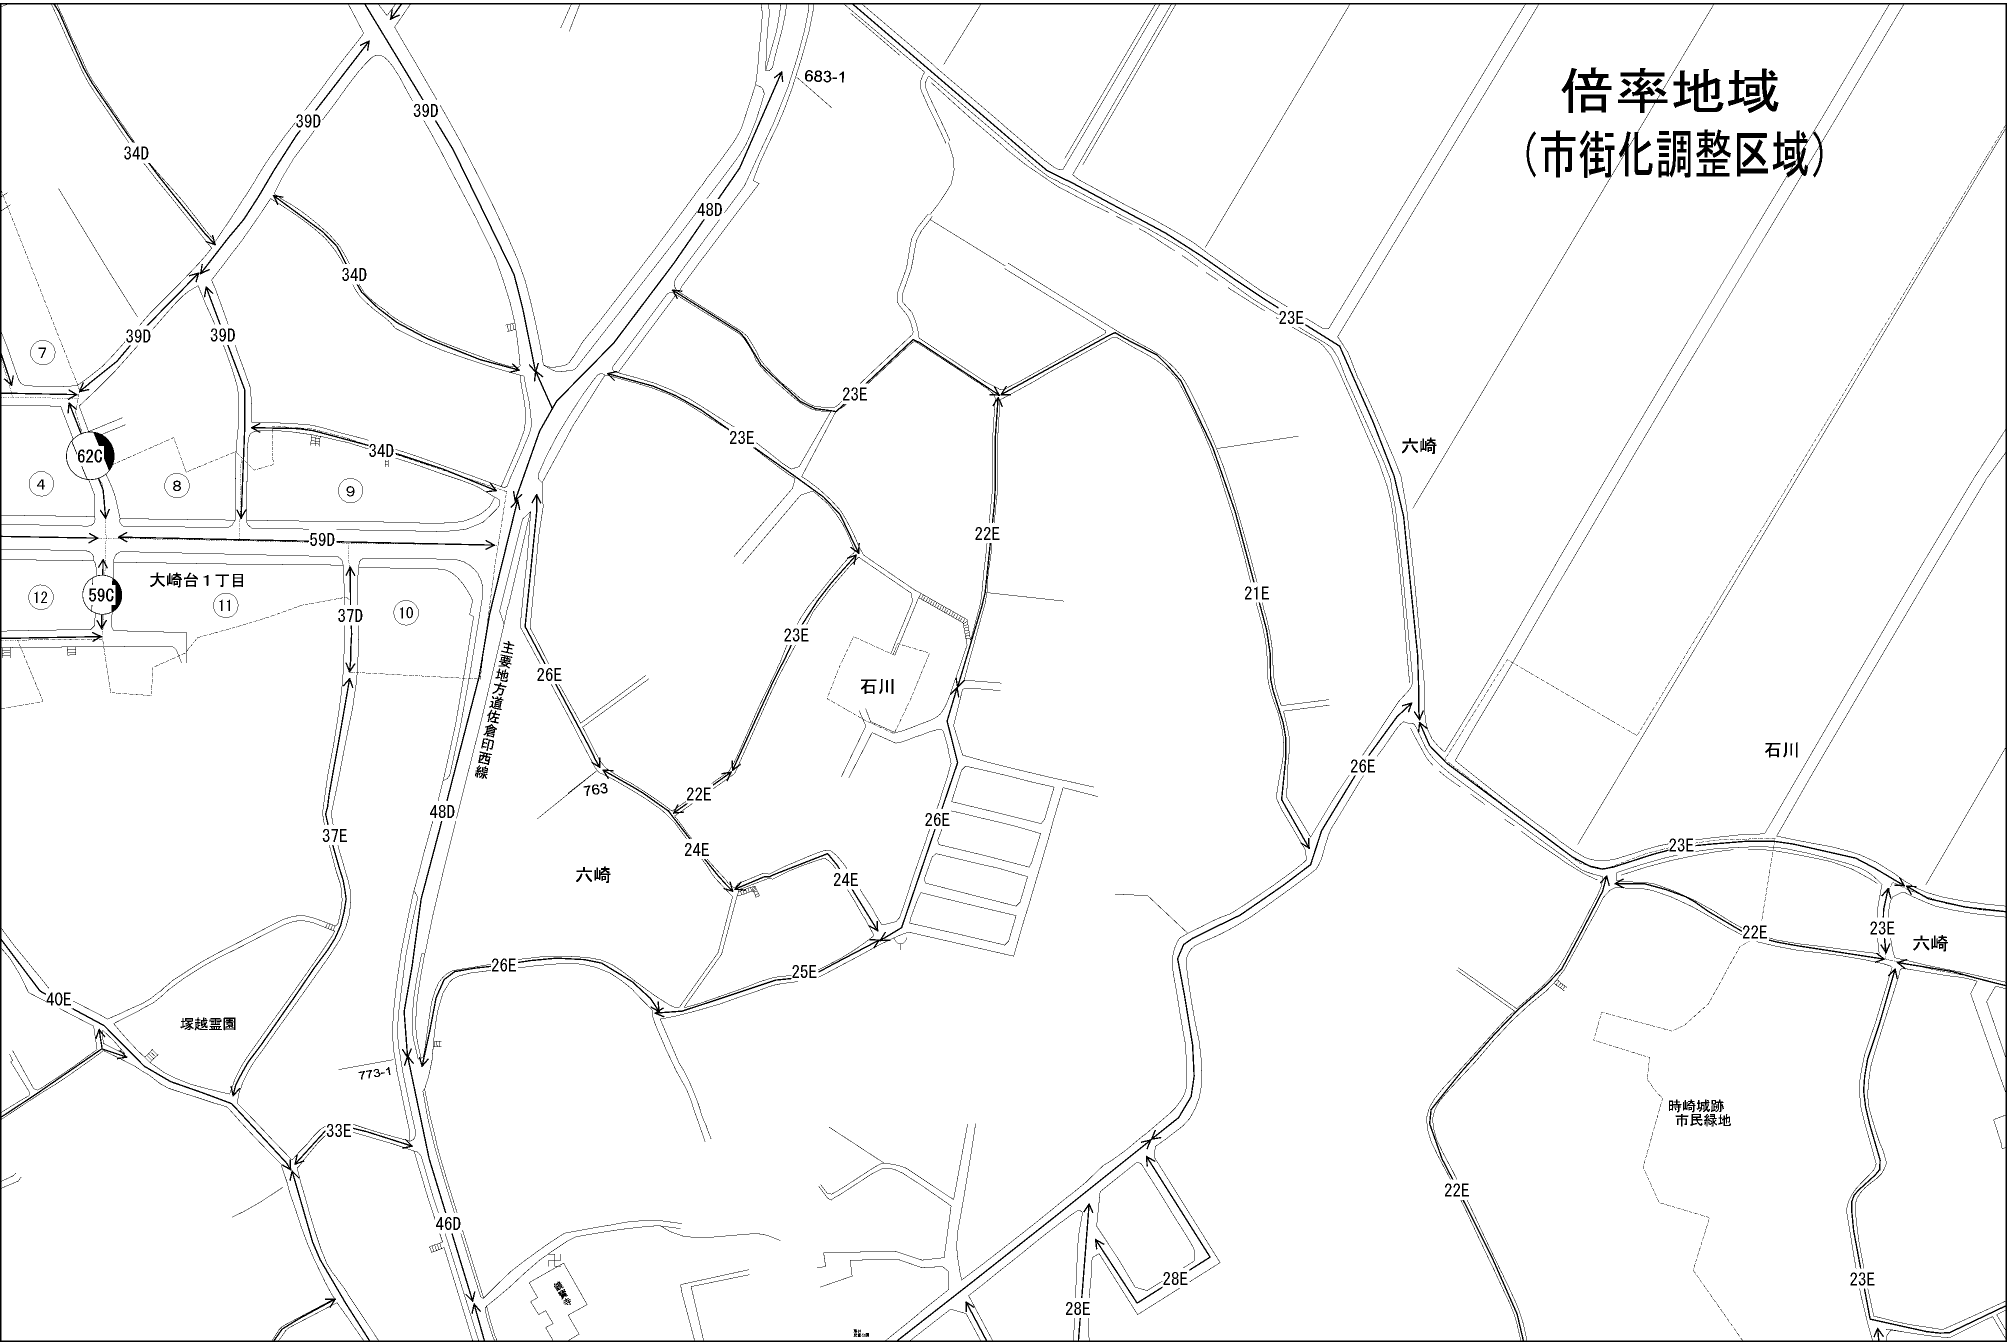 倍率地域
(市街化調整区域)
683-1
39D
39D
34D
48D
34D
39D
39D
23E
⑦
23E
23E
六崎
34D
62C
④
⑧
⑨
22E
59D
大崎台1丁目
⑫
59C
⑪
37D
⑩
21E
23E
主要地方道佐倉印西線
26E
石川
石川
26E
763
22E
48D
26E
37E
24E
23E
六崎
24E
22E
23E
六崎
26E
25E
40E
塚越霊園
773-1
時崎城跡
市民緑地
33E
22E
46D
28E
23E
28E